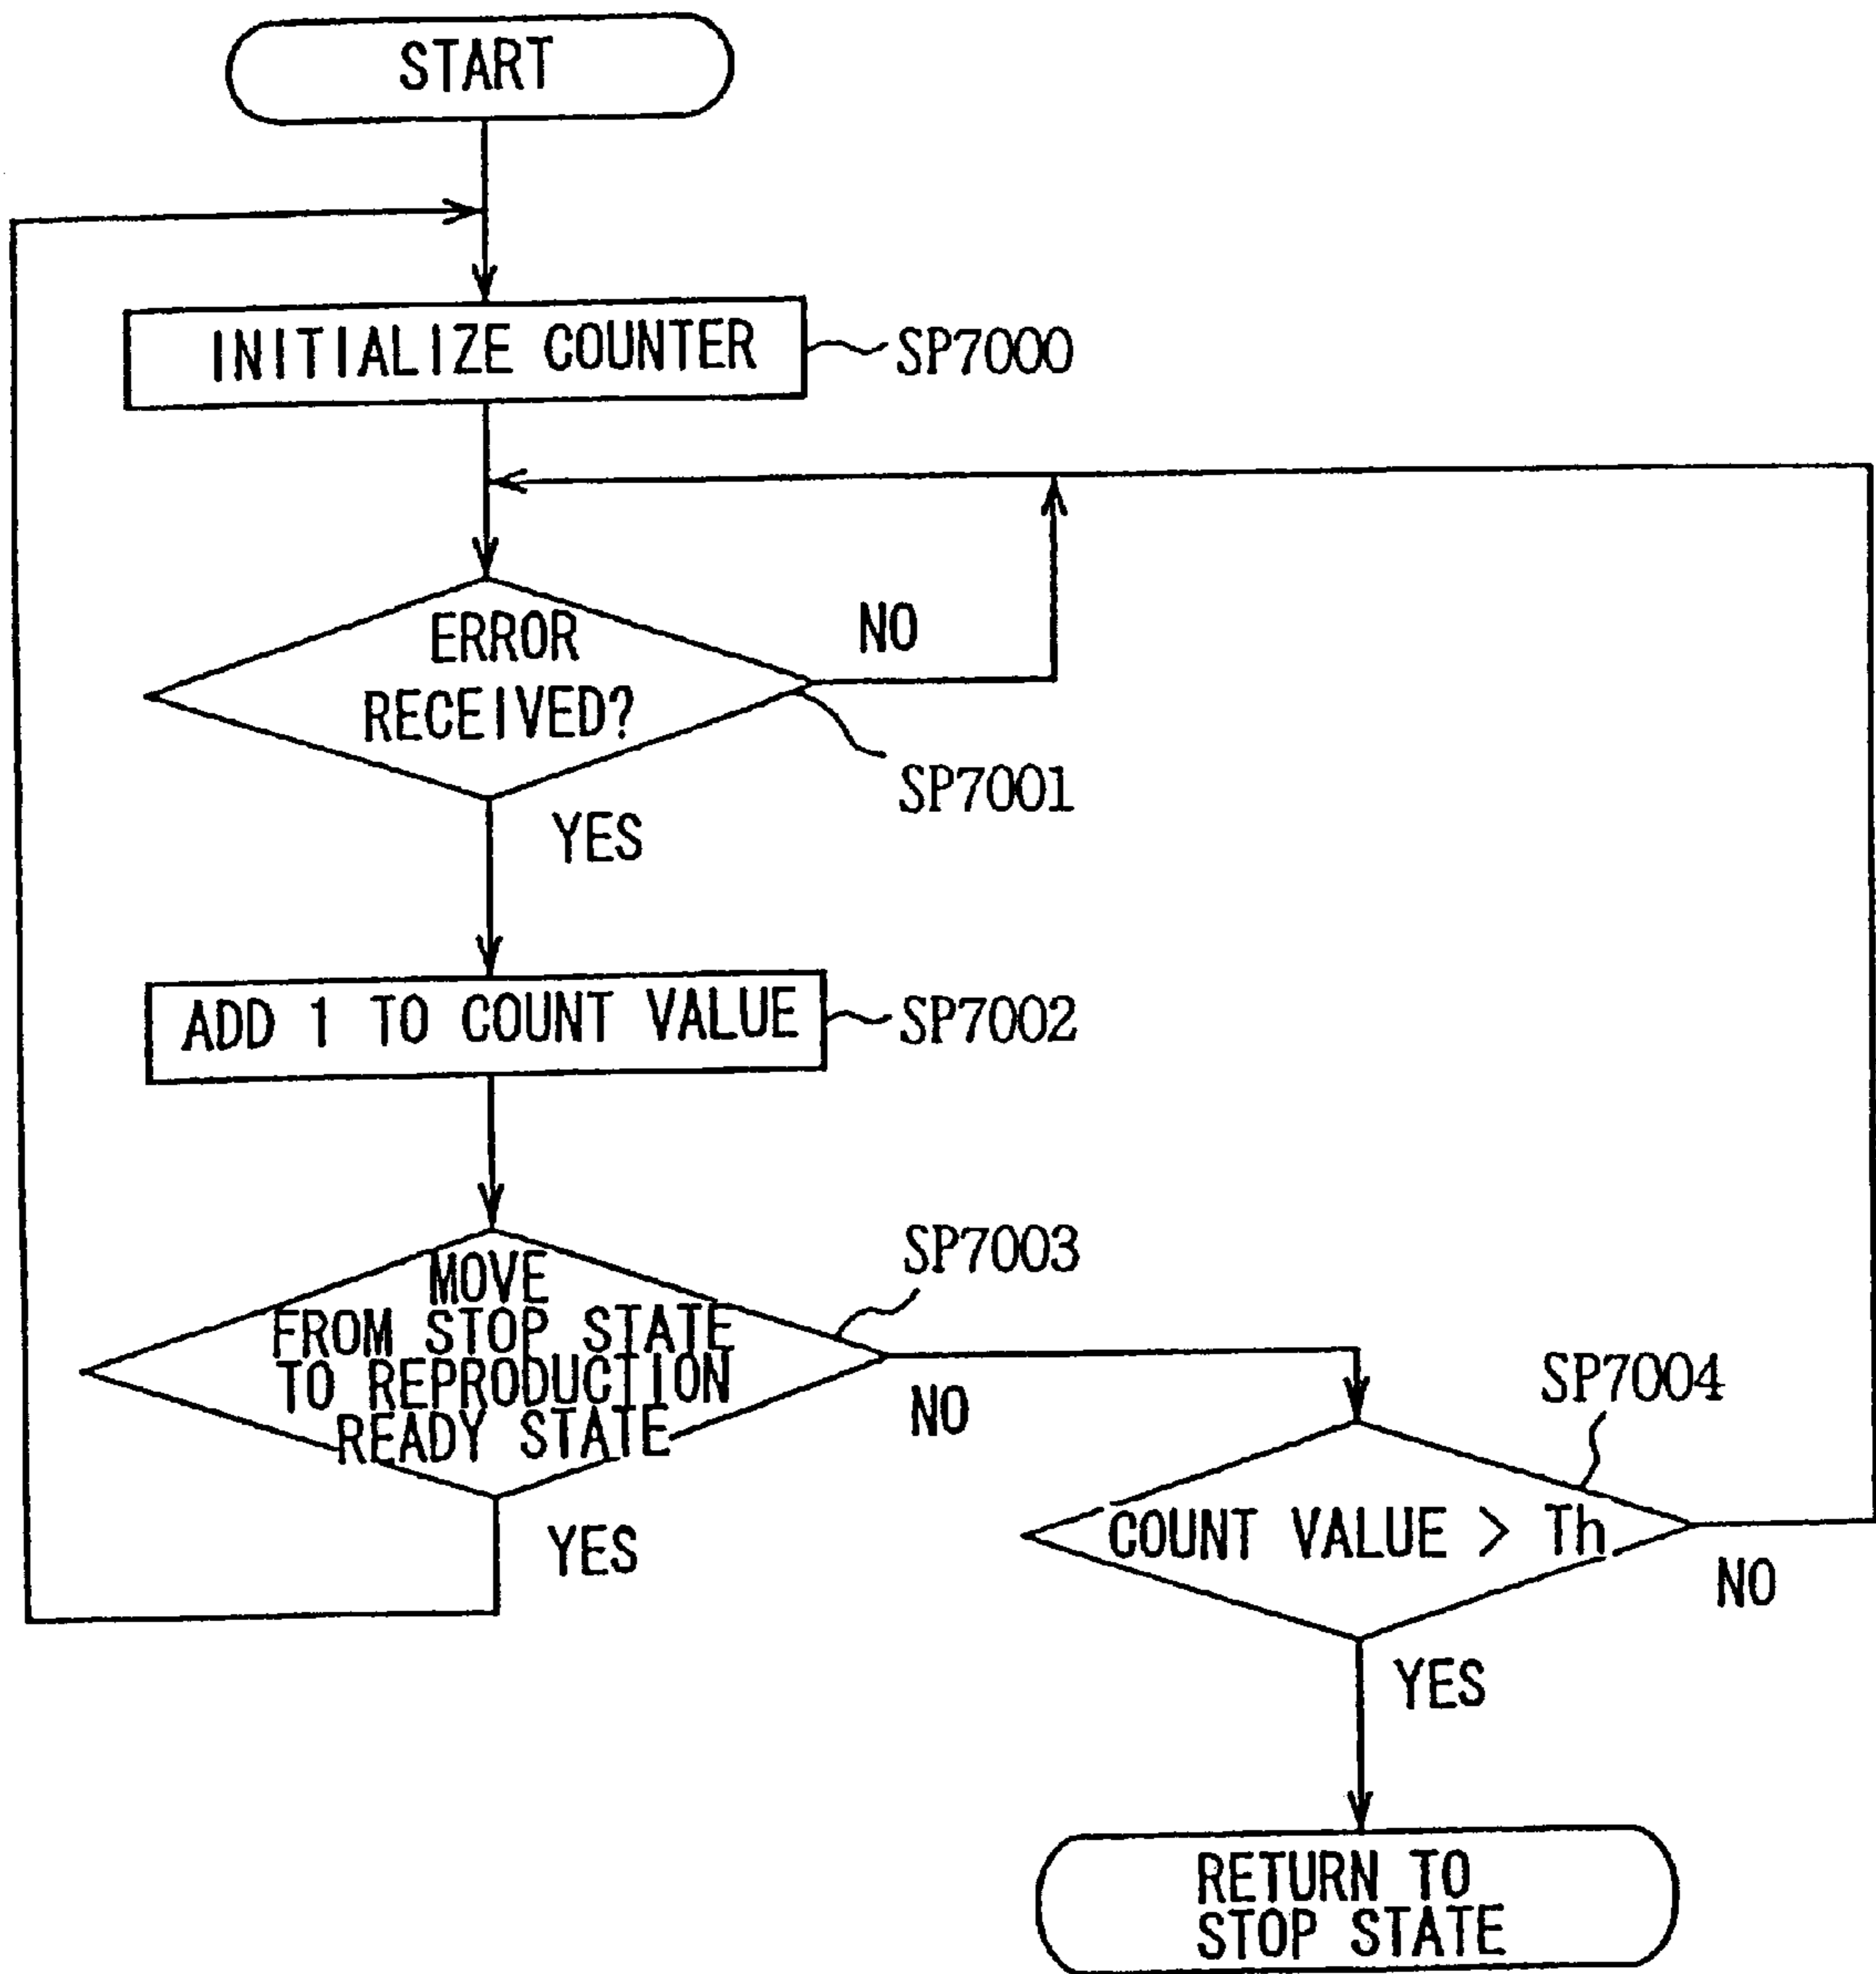 START
INITIALIZE COUNTER
SP7000
ERROR
RECEIVED?
NO
SP7001
YES
ADD 1 TO COUNT VALUE
SP7002
MOVE
FROM STOP STATE
TO REPRODUCTION
READY STATE
SP7003
NO
YES
SP7004
COUNT VALUE > Th
NO
YES
RETURN TO
STOP STATE